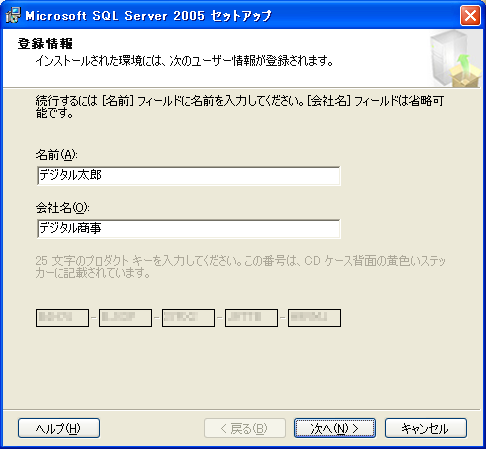 Microsoft SQL Server 2005 セットアップ
登録情報
インストールされた環境には、次のユーザー情報が登録されます。
続行するには [名前] フィールドに名前を入力してください。[会社名] フィールドは省略可
能です。
名前(A):
デジタル太郎
会社名(O):
デジタル商事
25 文字のプロダクト キーを入力してください。この番号は、CD ケース背面の黄色いステッ
カーに記載されています。
ヘルプ(H)
< 戻る(B)
次へ(N) >
キャンセル